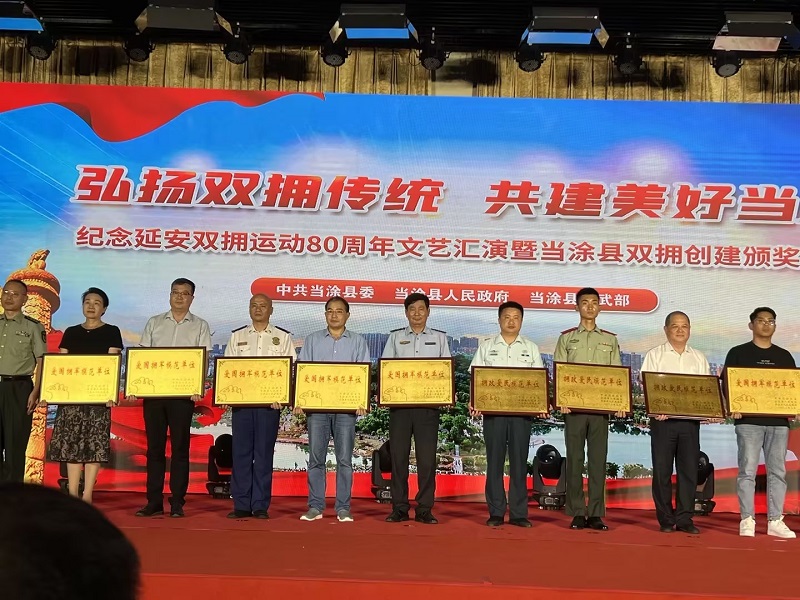 弘扬双拥传统 共建美好当
纪念延安双拥运动80周年文艺汇演暨当涂县双拥创建颁奖
中共当涂县委 当涂县人民政府 当涂县 武部
爱国拥军模范单位
爱国拥军模范单位
爱国拥军模范单位
爱国拥军模范单位
爱国拥军模范单位
拥政爱民模范单位
拥政爱民模范单位
拥政爱民模范单位
爱国拥军模范单位